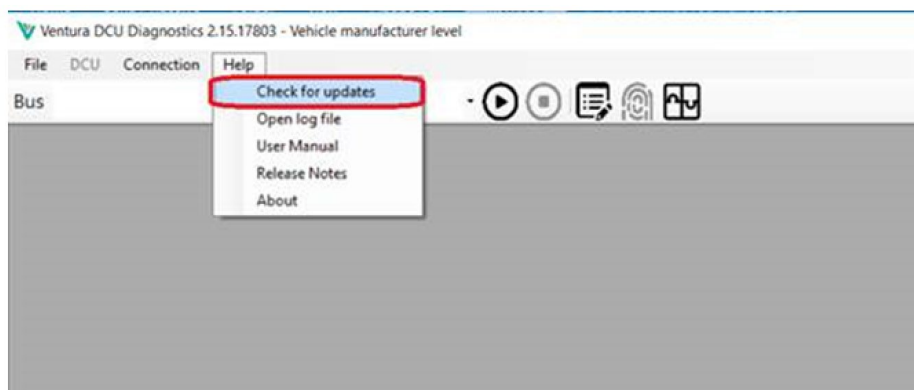 Ventura DCU Diagnostics 2.15.17803 - Vehicle manufacturer level
File DCU Connection Help
Bus
Check for updates
Open log file
User Manual
Release Notes
About